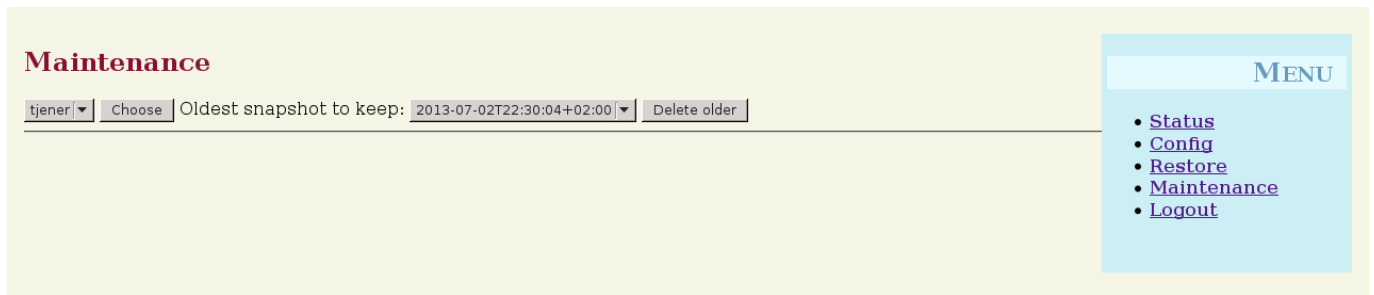 Maintenance
tjener Choose Oldest snapshot to keep: 2013-07-02T22:30:04+02:00 Delete older
MENU
Status
Config
Restore
Maintenance
Logout